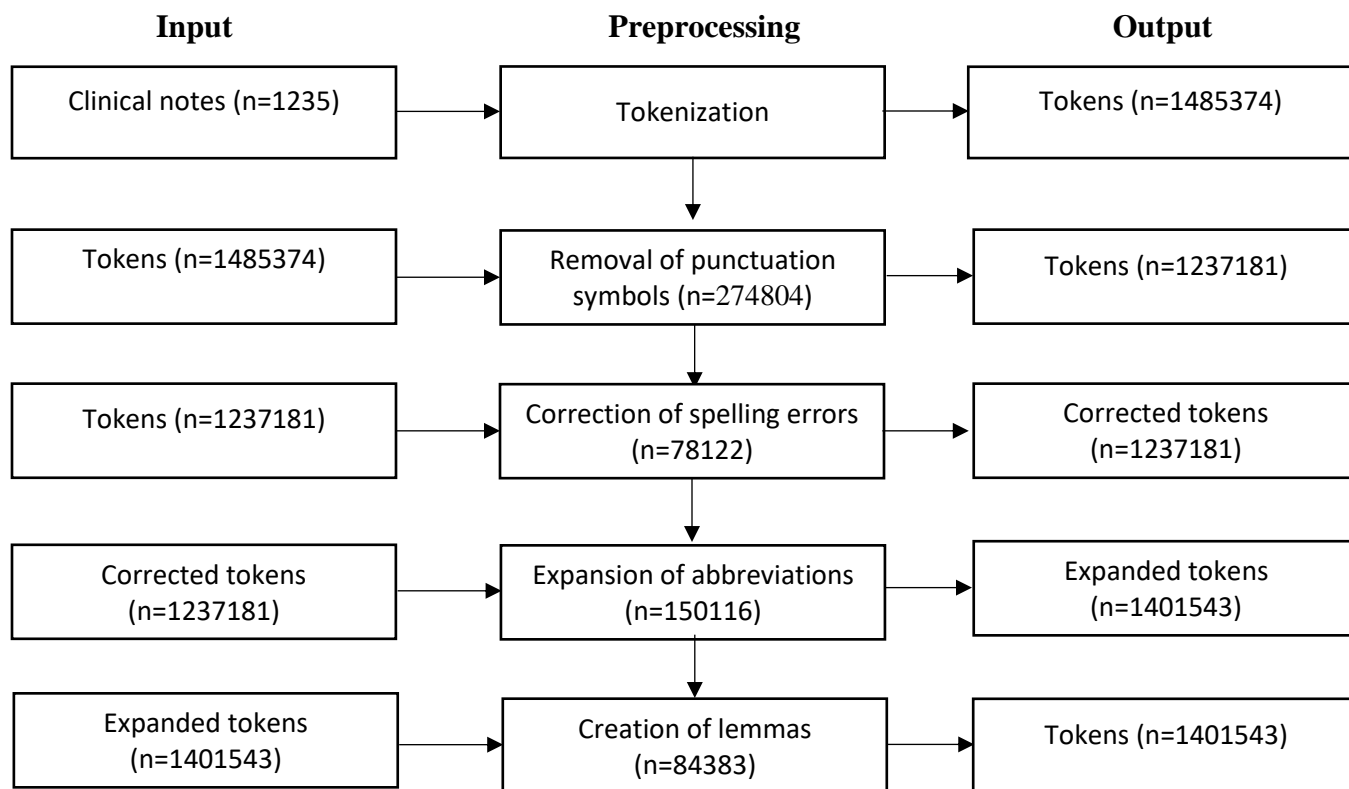 Input
Preprocessing
Output
Clinical notes (n=1235)
Tokenization
Tokens (n=1485374)
Tokens (n=1485374)
Removal of punctuation
symbols (n=274804)
Tokens (n=1237181)
Tokens (n=1237181)
Correction of spelling errors
(n=78122)
Corrected tokens
(n=1237181)
Corrected tokens
(n=1237181)
Expansion of abbreviations
(n=150116)
Expanded tokens
(n=1401543)
Expanded tokens
(n=1401543)
Creation of lemmas
(n=84383)
Tokens (n=1401543)